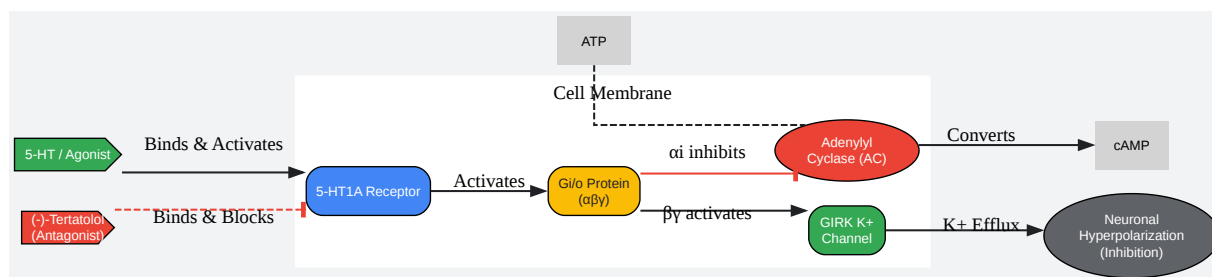 ATP
Cell Membrane
5-HT / Agonist
Binds & Activates
(-)-Tertatolol
(Antagonist)
Binds & Blocks
5-HT1A Receptor
Activates
Gi/o Protein
(αβγ)
αi inhibits
βγ activates
Adenylyl
Cyclase (AC)
Converts
cAMP
GIRK K+
Channel
K+ Efflux
Neuronal
Hyperpolarization
(Inhibition)